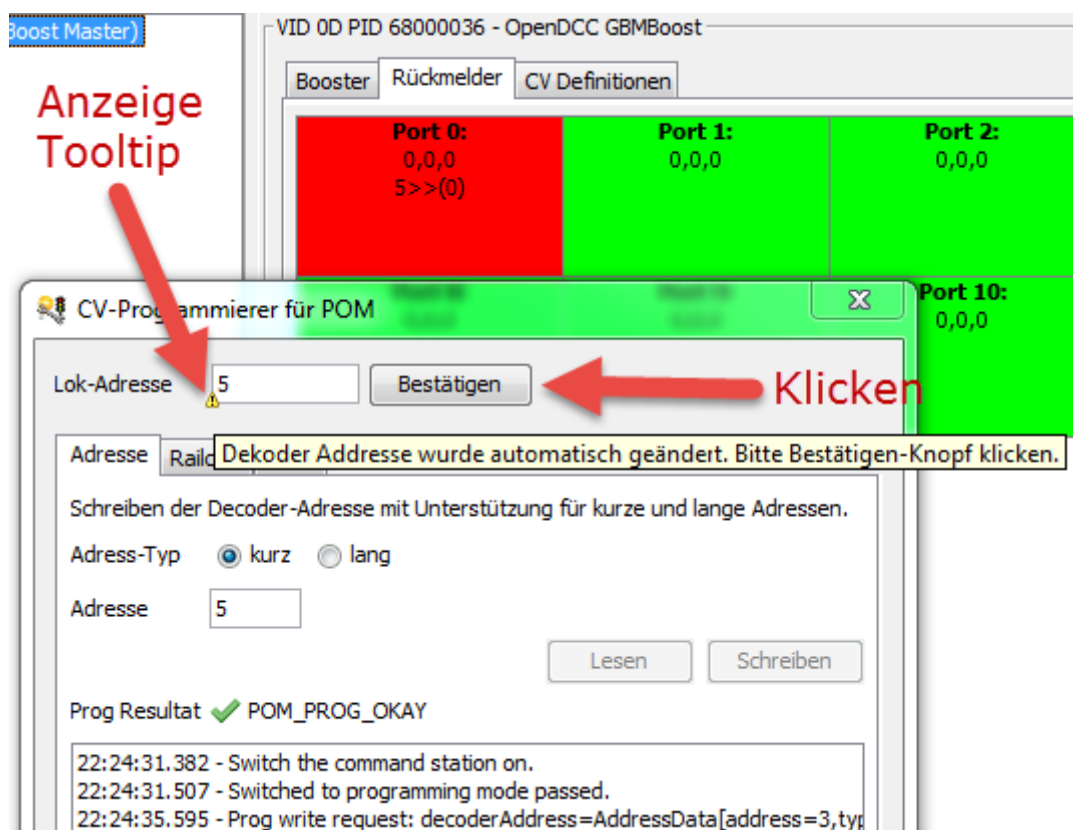 Boost Master)
VID 0D PID 68000036 - OpenDCC GBMBoost
Booster Rückmelder CV Definitionen
Anzeige
Tooltip
Port 0:
0,0,0
5>>(0)
Port 1:
0,0,0
Port 2:
0,0,0
Port 10:
0,0,0
CV-Programmierer für POM
Lok-Adresse 5 Bestätigen
Klicken
Adresse
Dekoder Addresse wurde automatisch geändert. Bitte Bestätigen-Knopf klicken.
Schreiben der Decoder-Adresse mit Unterstützung für kurze und lange Adressen.
Adress-Typ kurz lang
Adresse 5
Lesen Schreiben
Prog Resultat POM_PROG_OKAY
22:24:31.382 - Switch the command station on.
22:24:31.507 - Switched to programming mode passed.
22:24:35.595 - Prog write request: decoderAddress=AddressData[address=3,typ